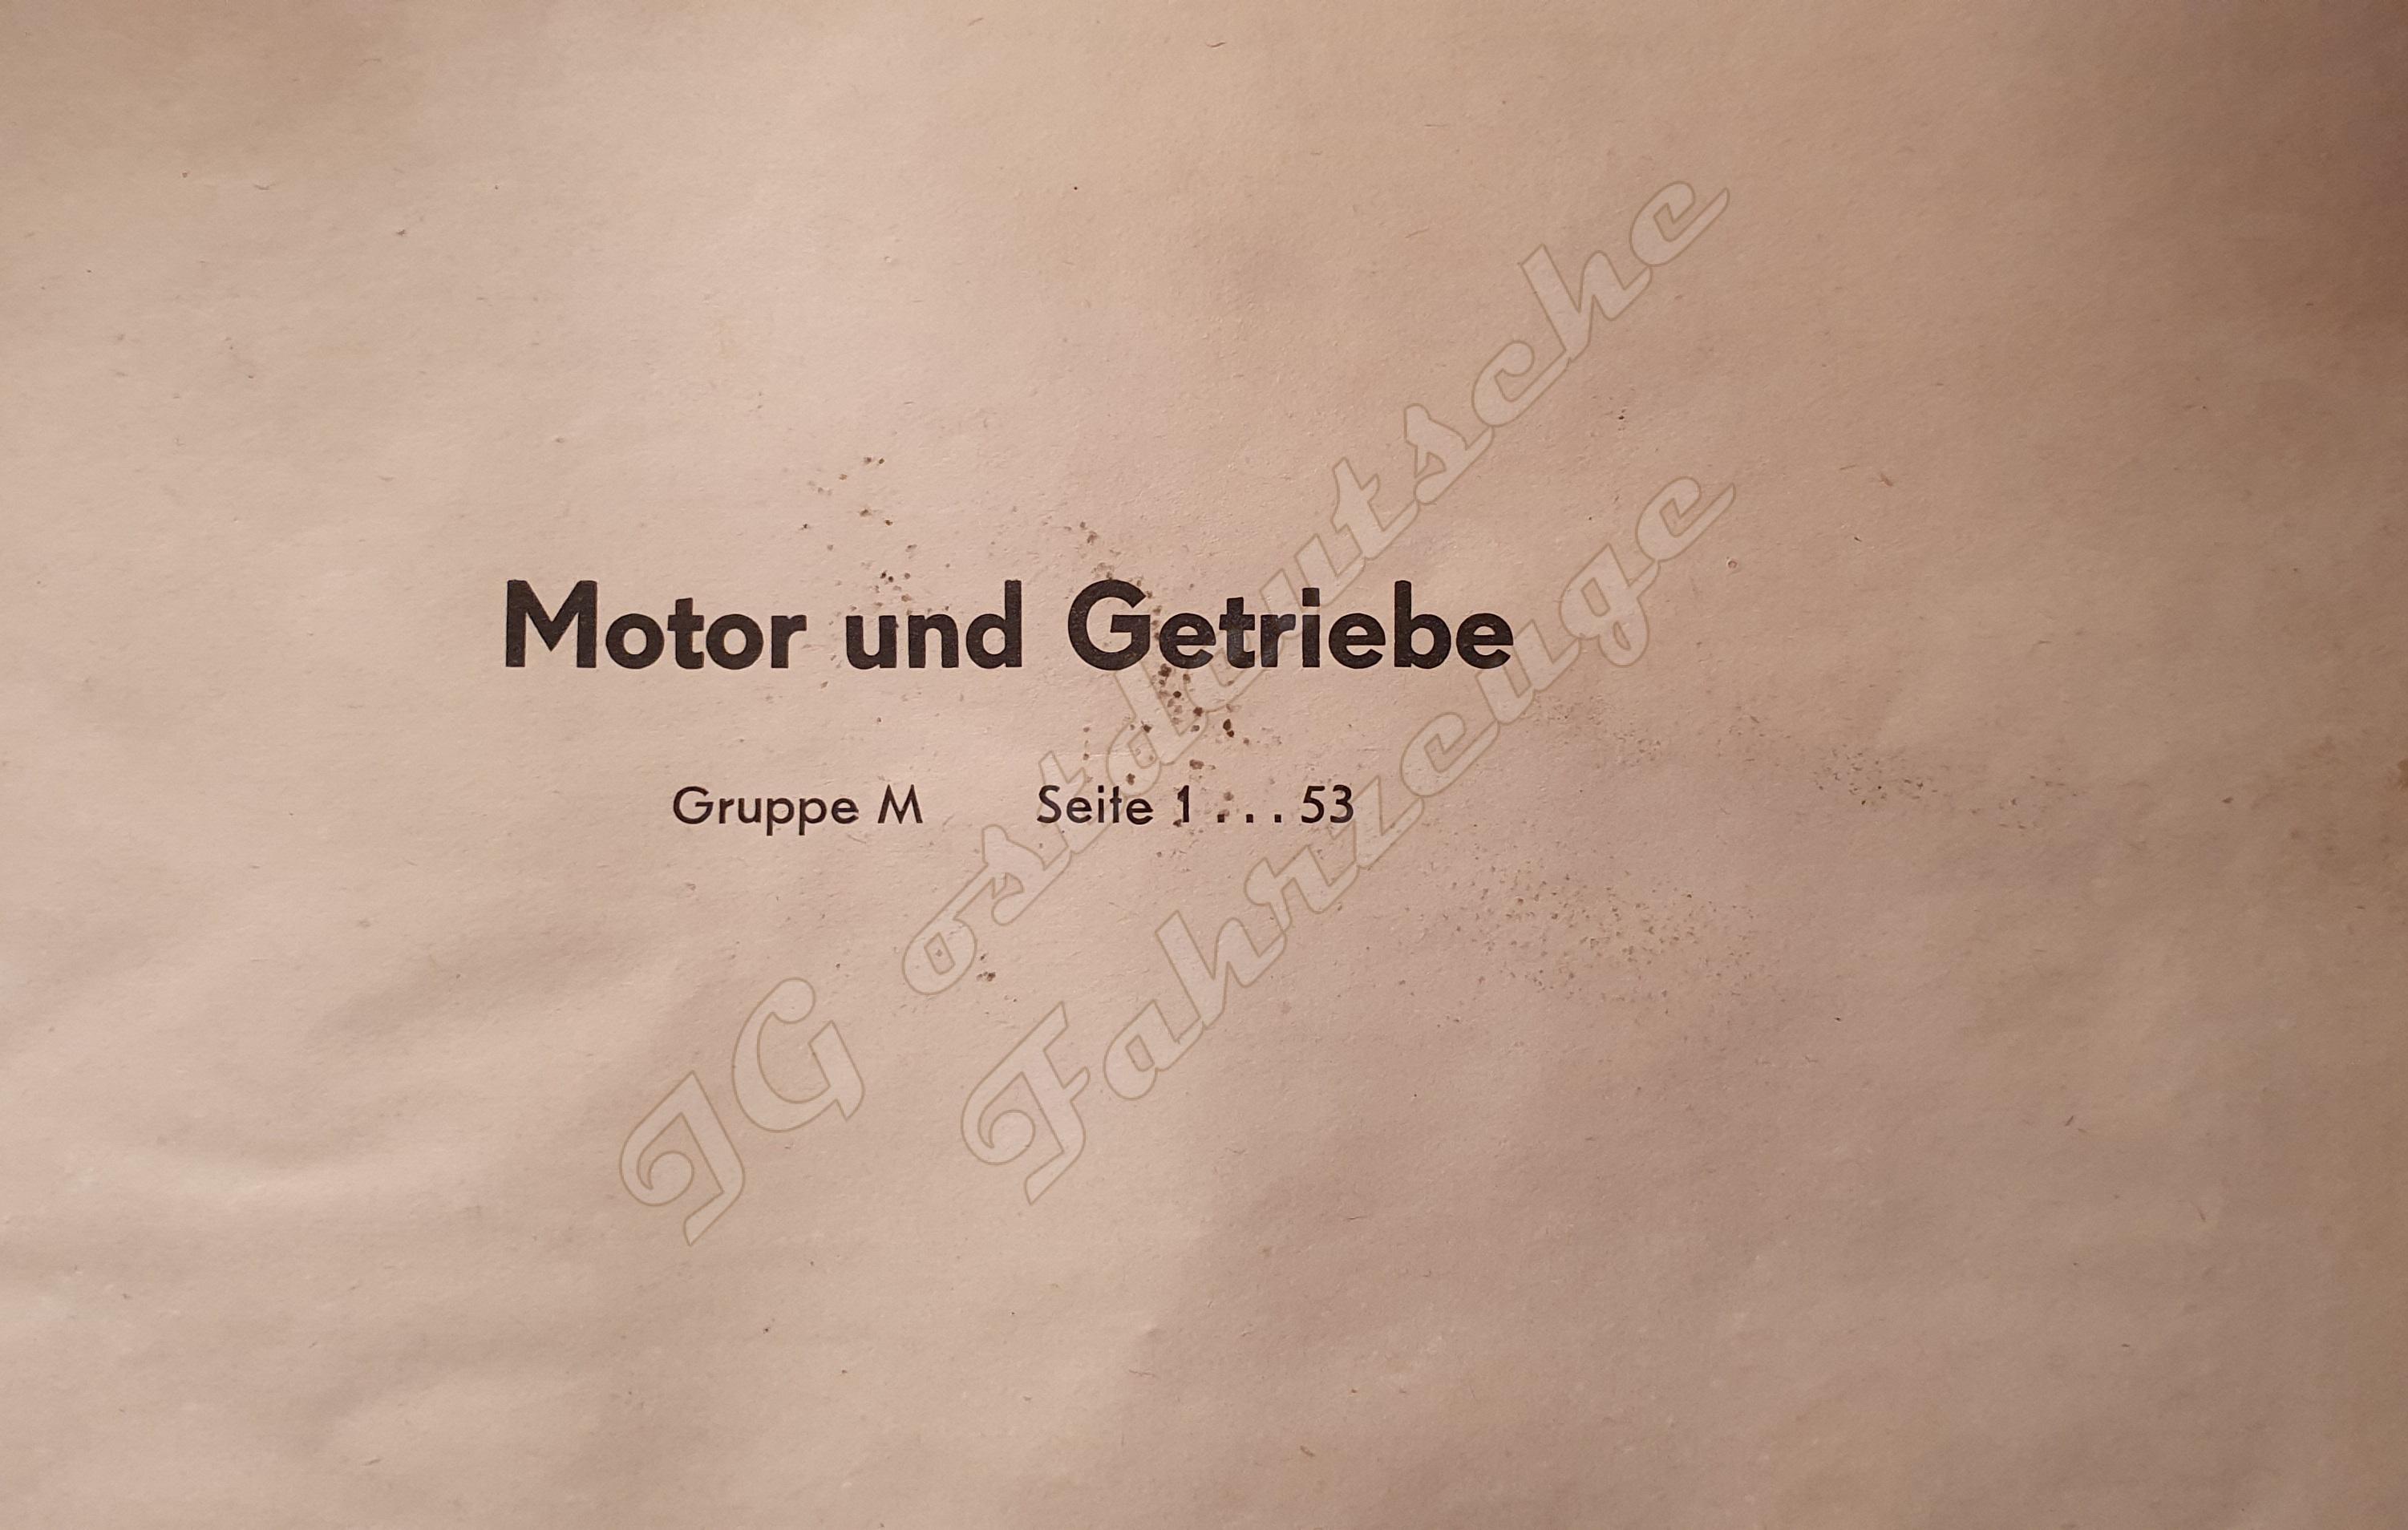 Motor und Getriebe
Gruppe M Seite 1 . . . 53
IG ostdeutsche
Fahrzeuge